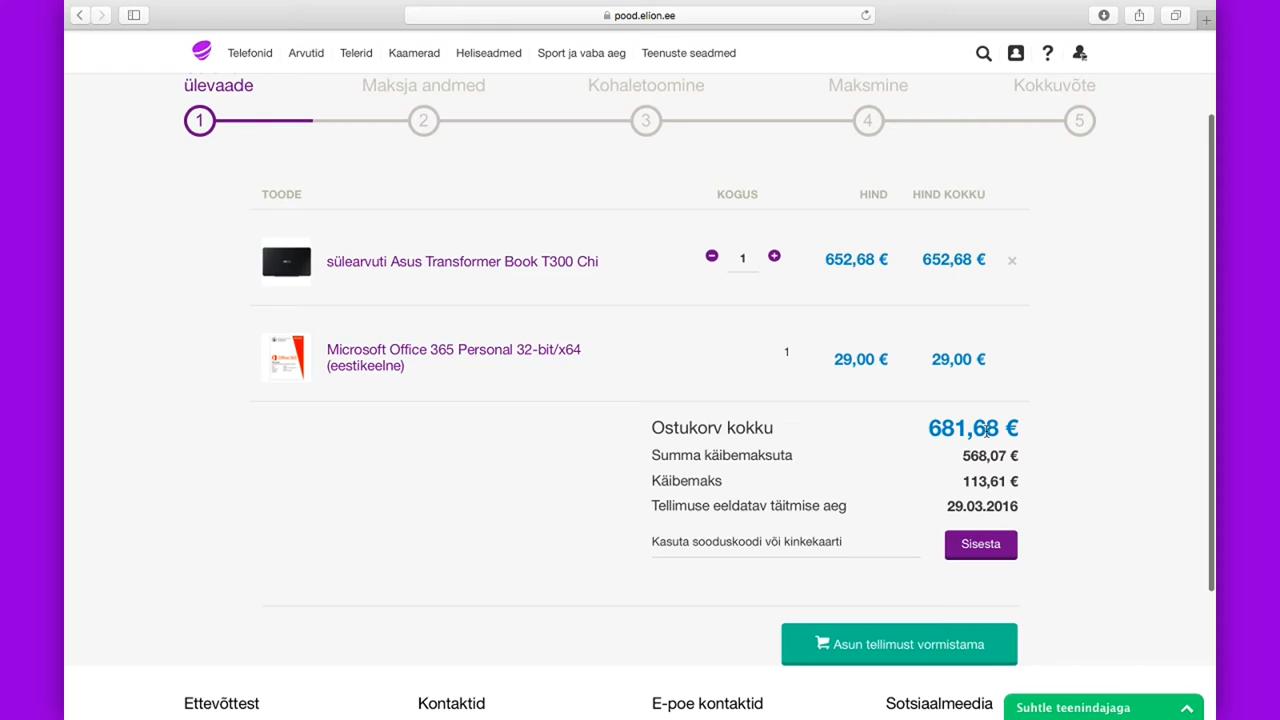 pood.elion.ee
Telefonid Arvutid Telerid Kaamerad Heliseadmed Sport ja vaba aeg Teenuste seadmed
ülevaade Maksja andmed Kohaletoomine Maksmine Kokkuvõte
1 2 3 4 5
TOODE KOGUS HIND HIND KOKKU
sülearvuti Asus Transformer Book T300 Chi 1 652,68 € 652,68 €
Microsoft Office 365 Personal 32-bit/x64
(eestikeelne) 1 29,00 € 29,00 €
Ostukorv kokku 681,68 €
Summa käibemaksuta 568,07 €
Käibemaks 113,61 €
Tellimuse eeldatav täitmise aeg 29.03.2016
Kasuta sooduskoodi või kinkekaarti Sisesta
Asun tellimust vormistama
Ettevõttest Kontaktid E-poe kontaktid Sotsiaalmeedia
Suhtle teenindajaga